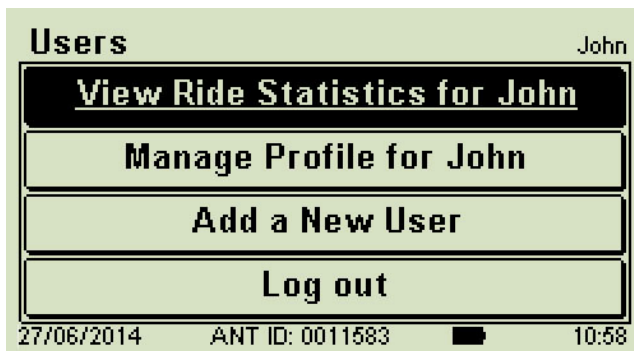 Users
John
View Ride Statistics for John
Manage Profile for John
Add a New User
Log out
27/06/2014 ANT ID: 0011583 10:58